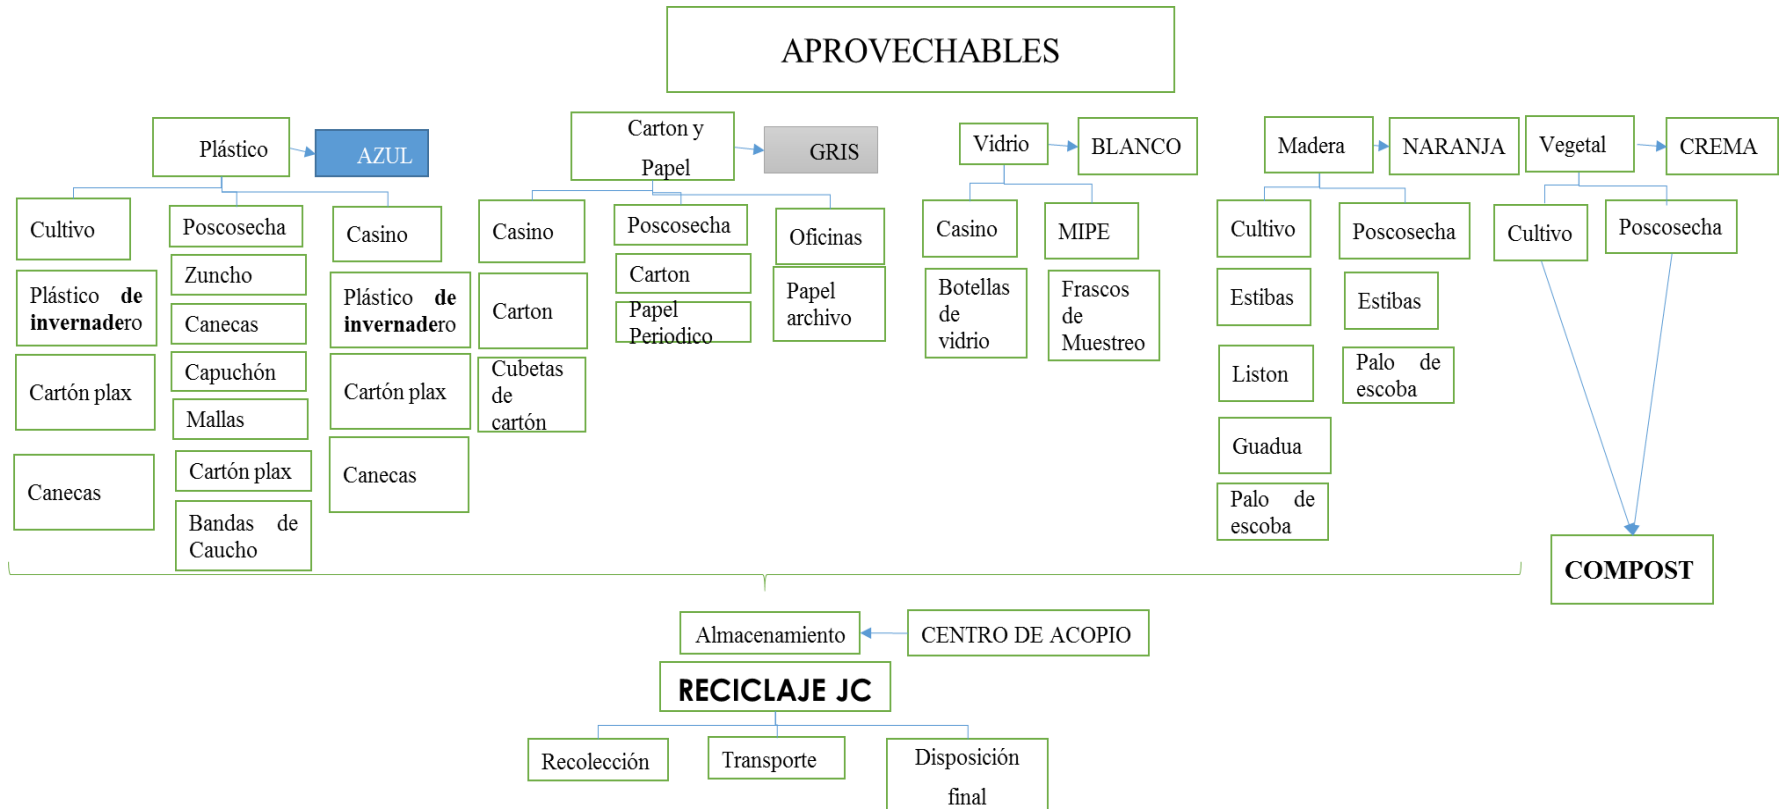 APROVECHABLES
Plástico
AZUL
Carton y
Papel
GRIS
Vidrio
BLANCO
Madera
NARANJA
Vegetal
CREMA
Cultivo
Plástico de
invernadero
Cartón plax
Canecas
Poscosecha
Zuncho
Canecas
Capuchón
Mallas
Cartón plax
Bandas de
Caucho
Casino
Plástico de
invernadero
Cartón plax
Canecas
Casino
Carton
Cubetas
de
cartón
Poscosecha
Carton
Papel
Periodico
Oficinas
Papel
archivo
Casino
Botellas
de
vidrio
MIPE
Frascos
de
Muestreo
Cultivo
Estibas
Liston
Guadua
Palo de
escoba
Poscosecha
Estibas
Palo de
escoba
Cultivo
Poscosecha
COMPOST
Almacenamiento
CENTRO DE ACOPIO
RECICLAJE JC
Recolección
Transporte
Disposición
final